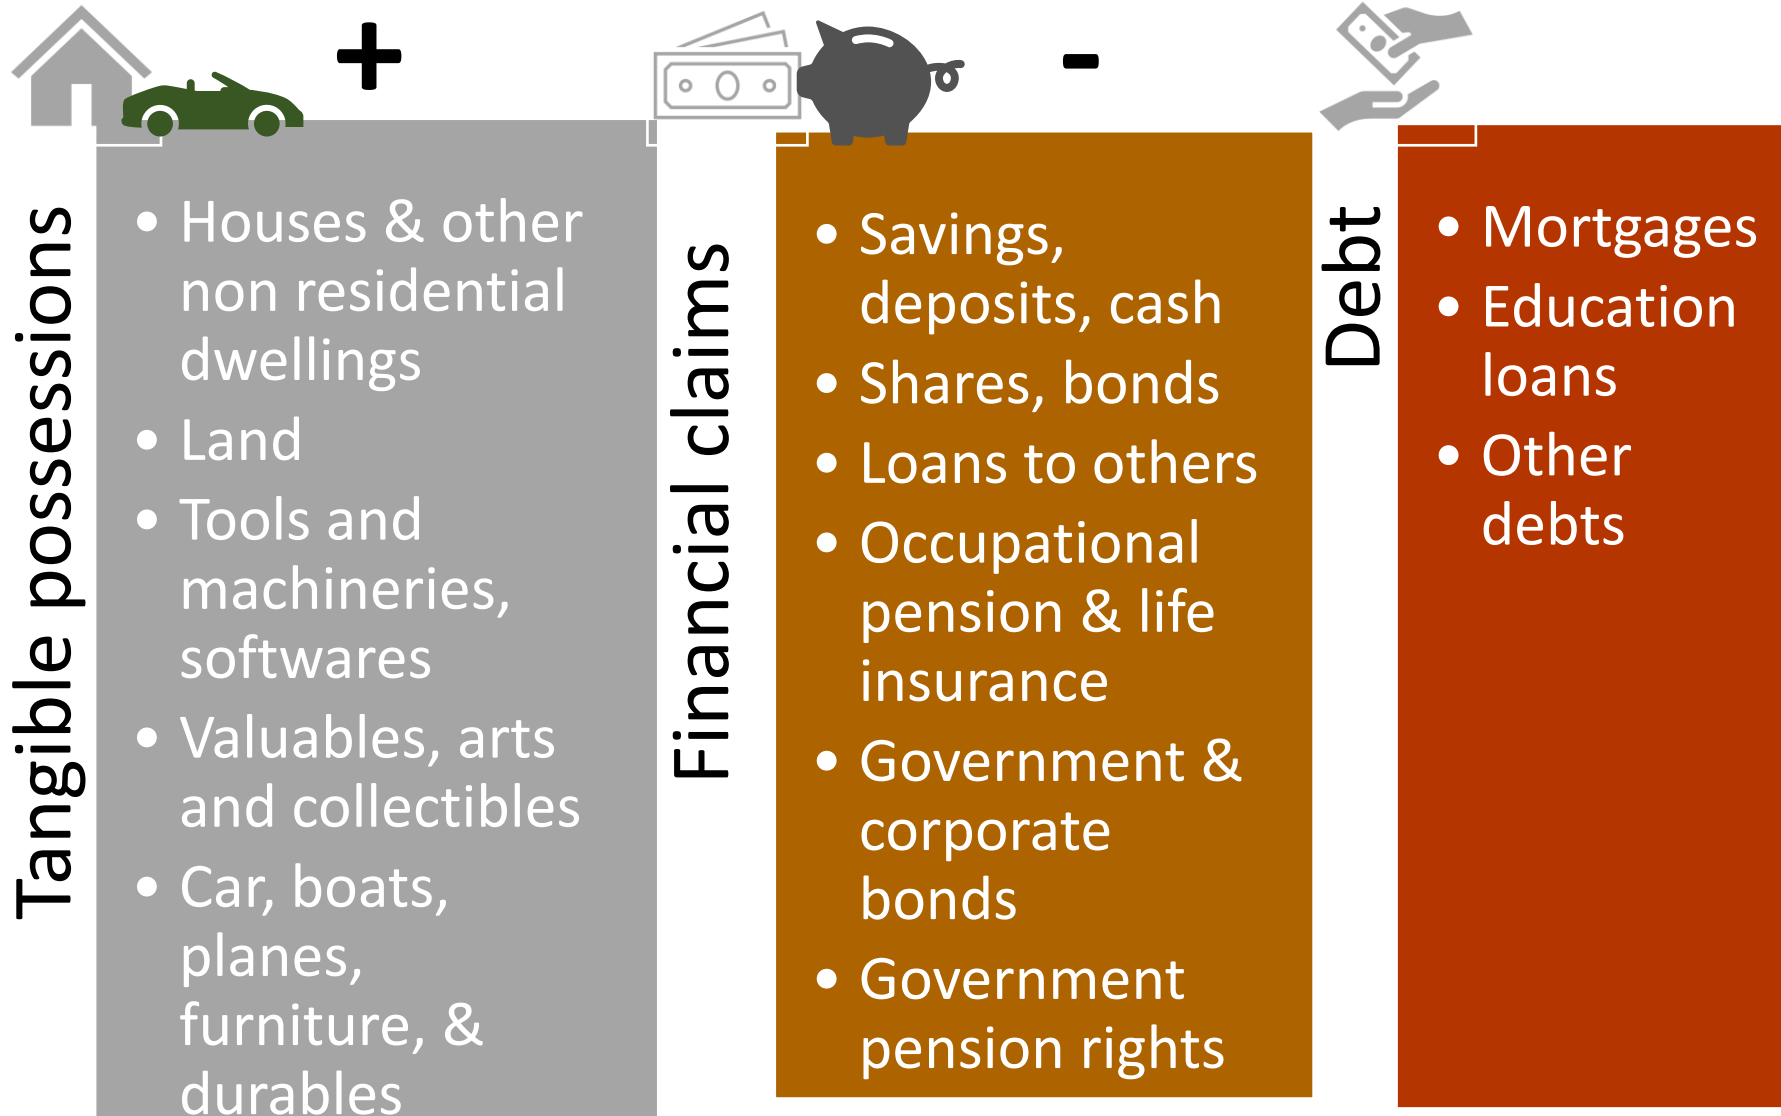 +
-
Tangible possessions
• Houses & other
non residential
dwellings
• Land
• Tools and
machineries,
softwares
• Valuables, arts
and collectibles
• Car, boats,
planes,
furniture, &
durables
Financial claims
• Savings,
deposits, cash
• Shares, bonds
• Loans to others
• Occupational
pension & life
insurance
• Government &
corporate
bonds
• Government
pension rights
Debt
• Mortgages
• Education
loans
• Other
debts